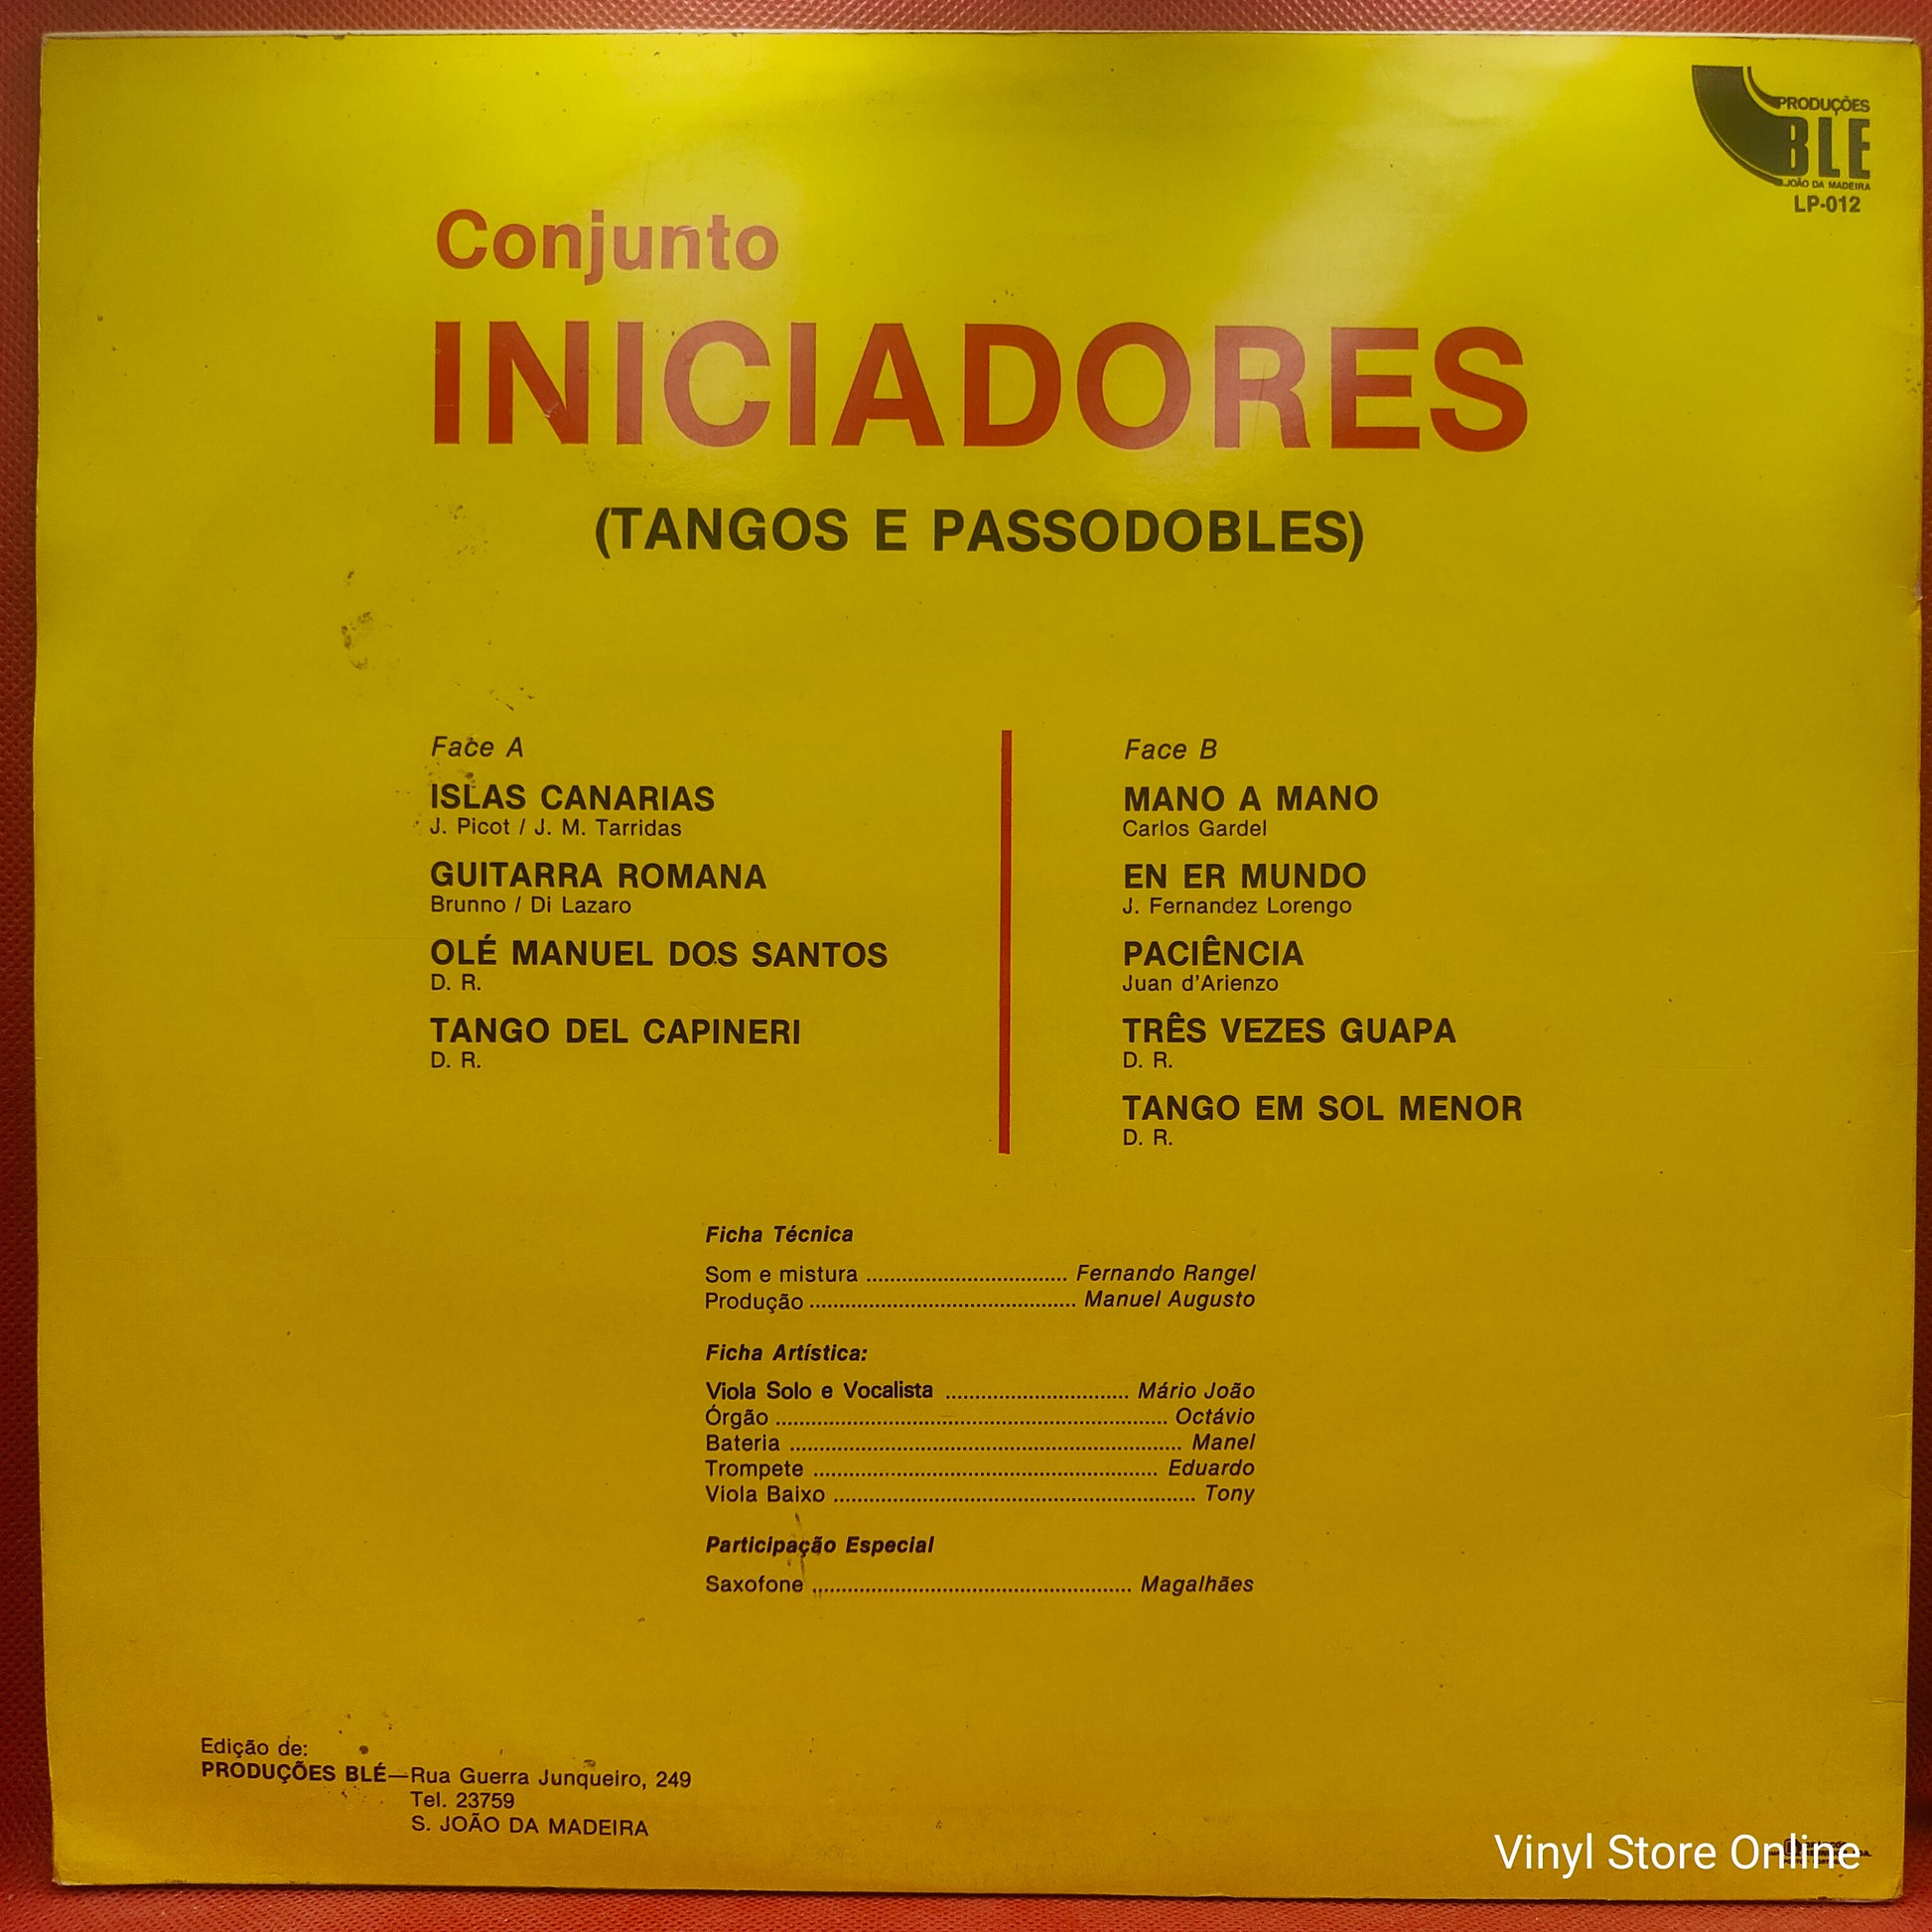 PRODUÇÕES
BLE
S. JOÃO DA MADEIRA
LP-012
Conjunto
INICIADORES
(TANGOS E PASSODOBLES)
Face A
ISLAS CANARIAS
J. Picot / J. M. Tarridas
GUITARRA ROMANA
Brunno / Di Lazaro
OLÉ MANUEL DOS SANTOS
D. R.
TANGO DEL CAPINERI
D. R.
Face B
MANO A MANO
Carlos Gardel
EN ER MUNDO
J. Fernandez Lorengo
PACIÊNCIA
Juan d'Arienzo
TRÊS VEZES GUAPA
D. R.
TANGO EM SOL MENOR
D. R.
Ficha Técnica
Som e mistura .................................. Fernando Rangel
Produção ............................................. Manuel Augusto
Ficha Artística:
Viola Solo e Vocalista ............................... Mário João
Órgão .................................................................. Octávio
Bateria .................................................................. Manel
Trompete .......................................................... Eduardo
Viola Baixo ............................................................. Tony
Participação Especial
Saxofone ...................................................... Magalhães
Edição de:
PRODUÇÕES BLÉ—Rua Guerra Junqueiro, 249
Tel. 23759
S. JOÃO DA MADEIRA
Vinyl Store Online